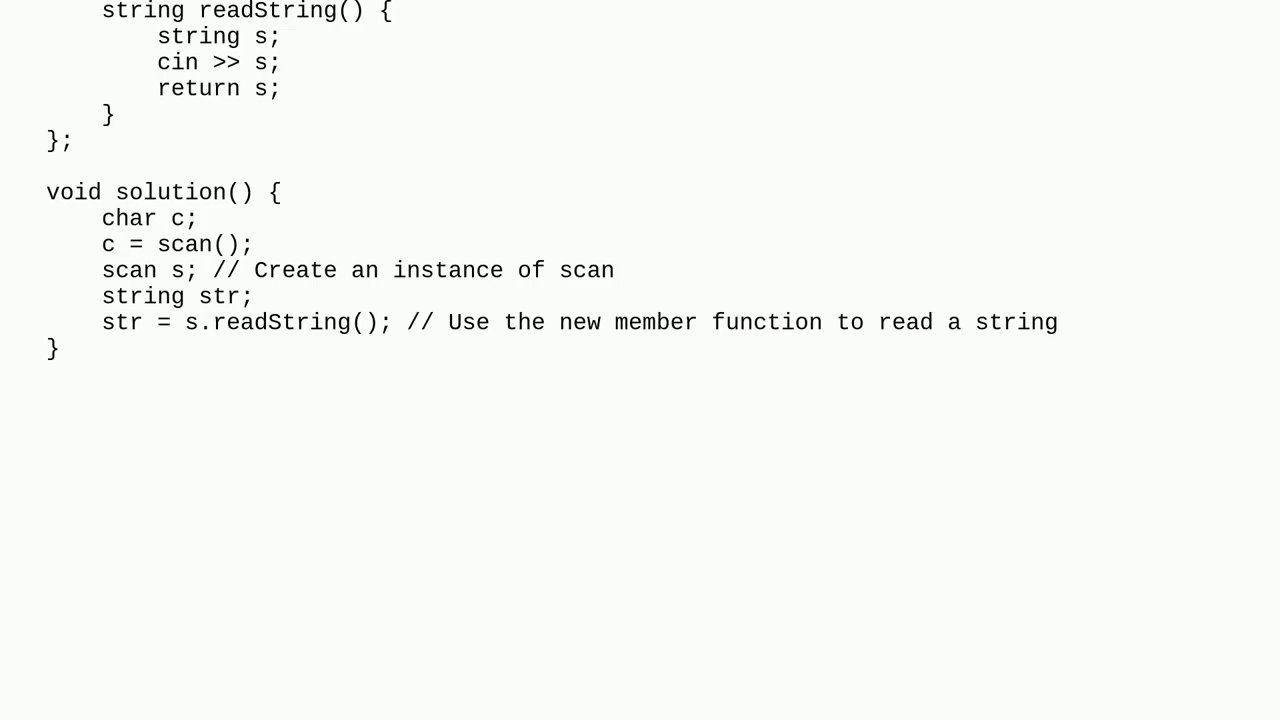 string readString() {
string s;
cin >> s;
return s;
}
};
void solution() {
char c;
c = scan();
scan s; // Create an instance of scan
string str;
str = s.readString(); // Use the new member function to read a string
}